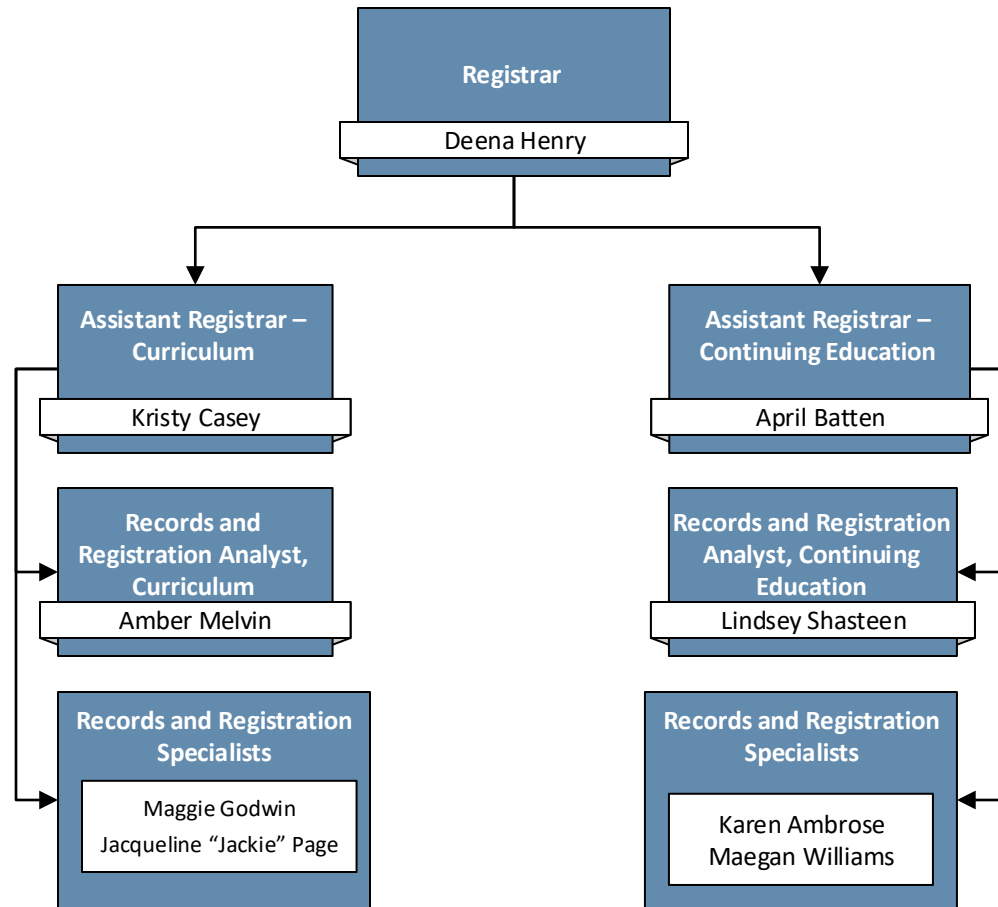 Registrar
Deena Henry
Assistant Registrar –
Curriculum
Kristy Casey
Assistant Registrar –
Continuing Education
April Batten
Records and
Registration Analyst,
Curriculum
Amber Melvin
Records and Registration
Analyst, Continuing
Education
Lindsey Shasteen
Records and Registration
Specialists
Maggie Godwin
Jacqueline “Jackie” Page
Records and Registration
Specialists
Karen Ambrose
Maegan Williams